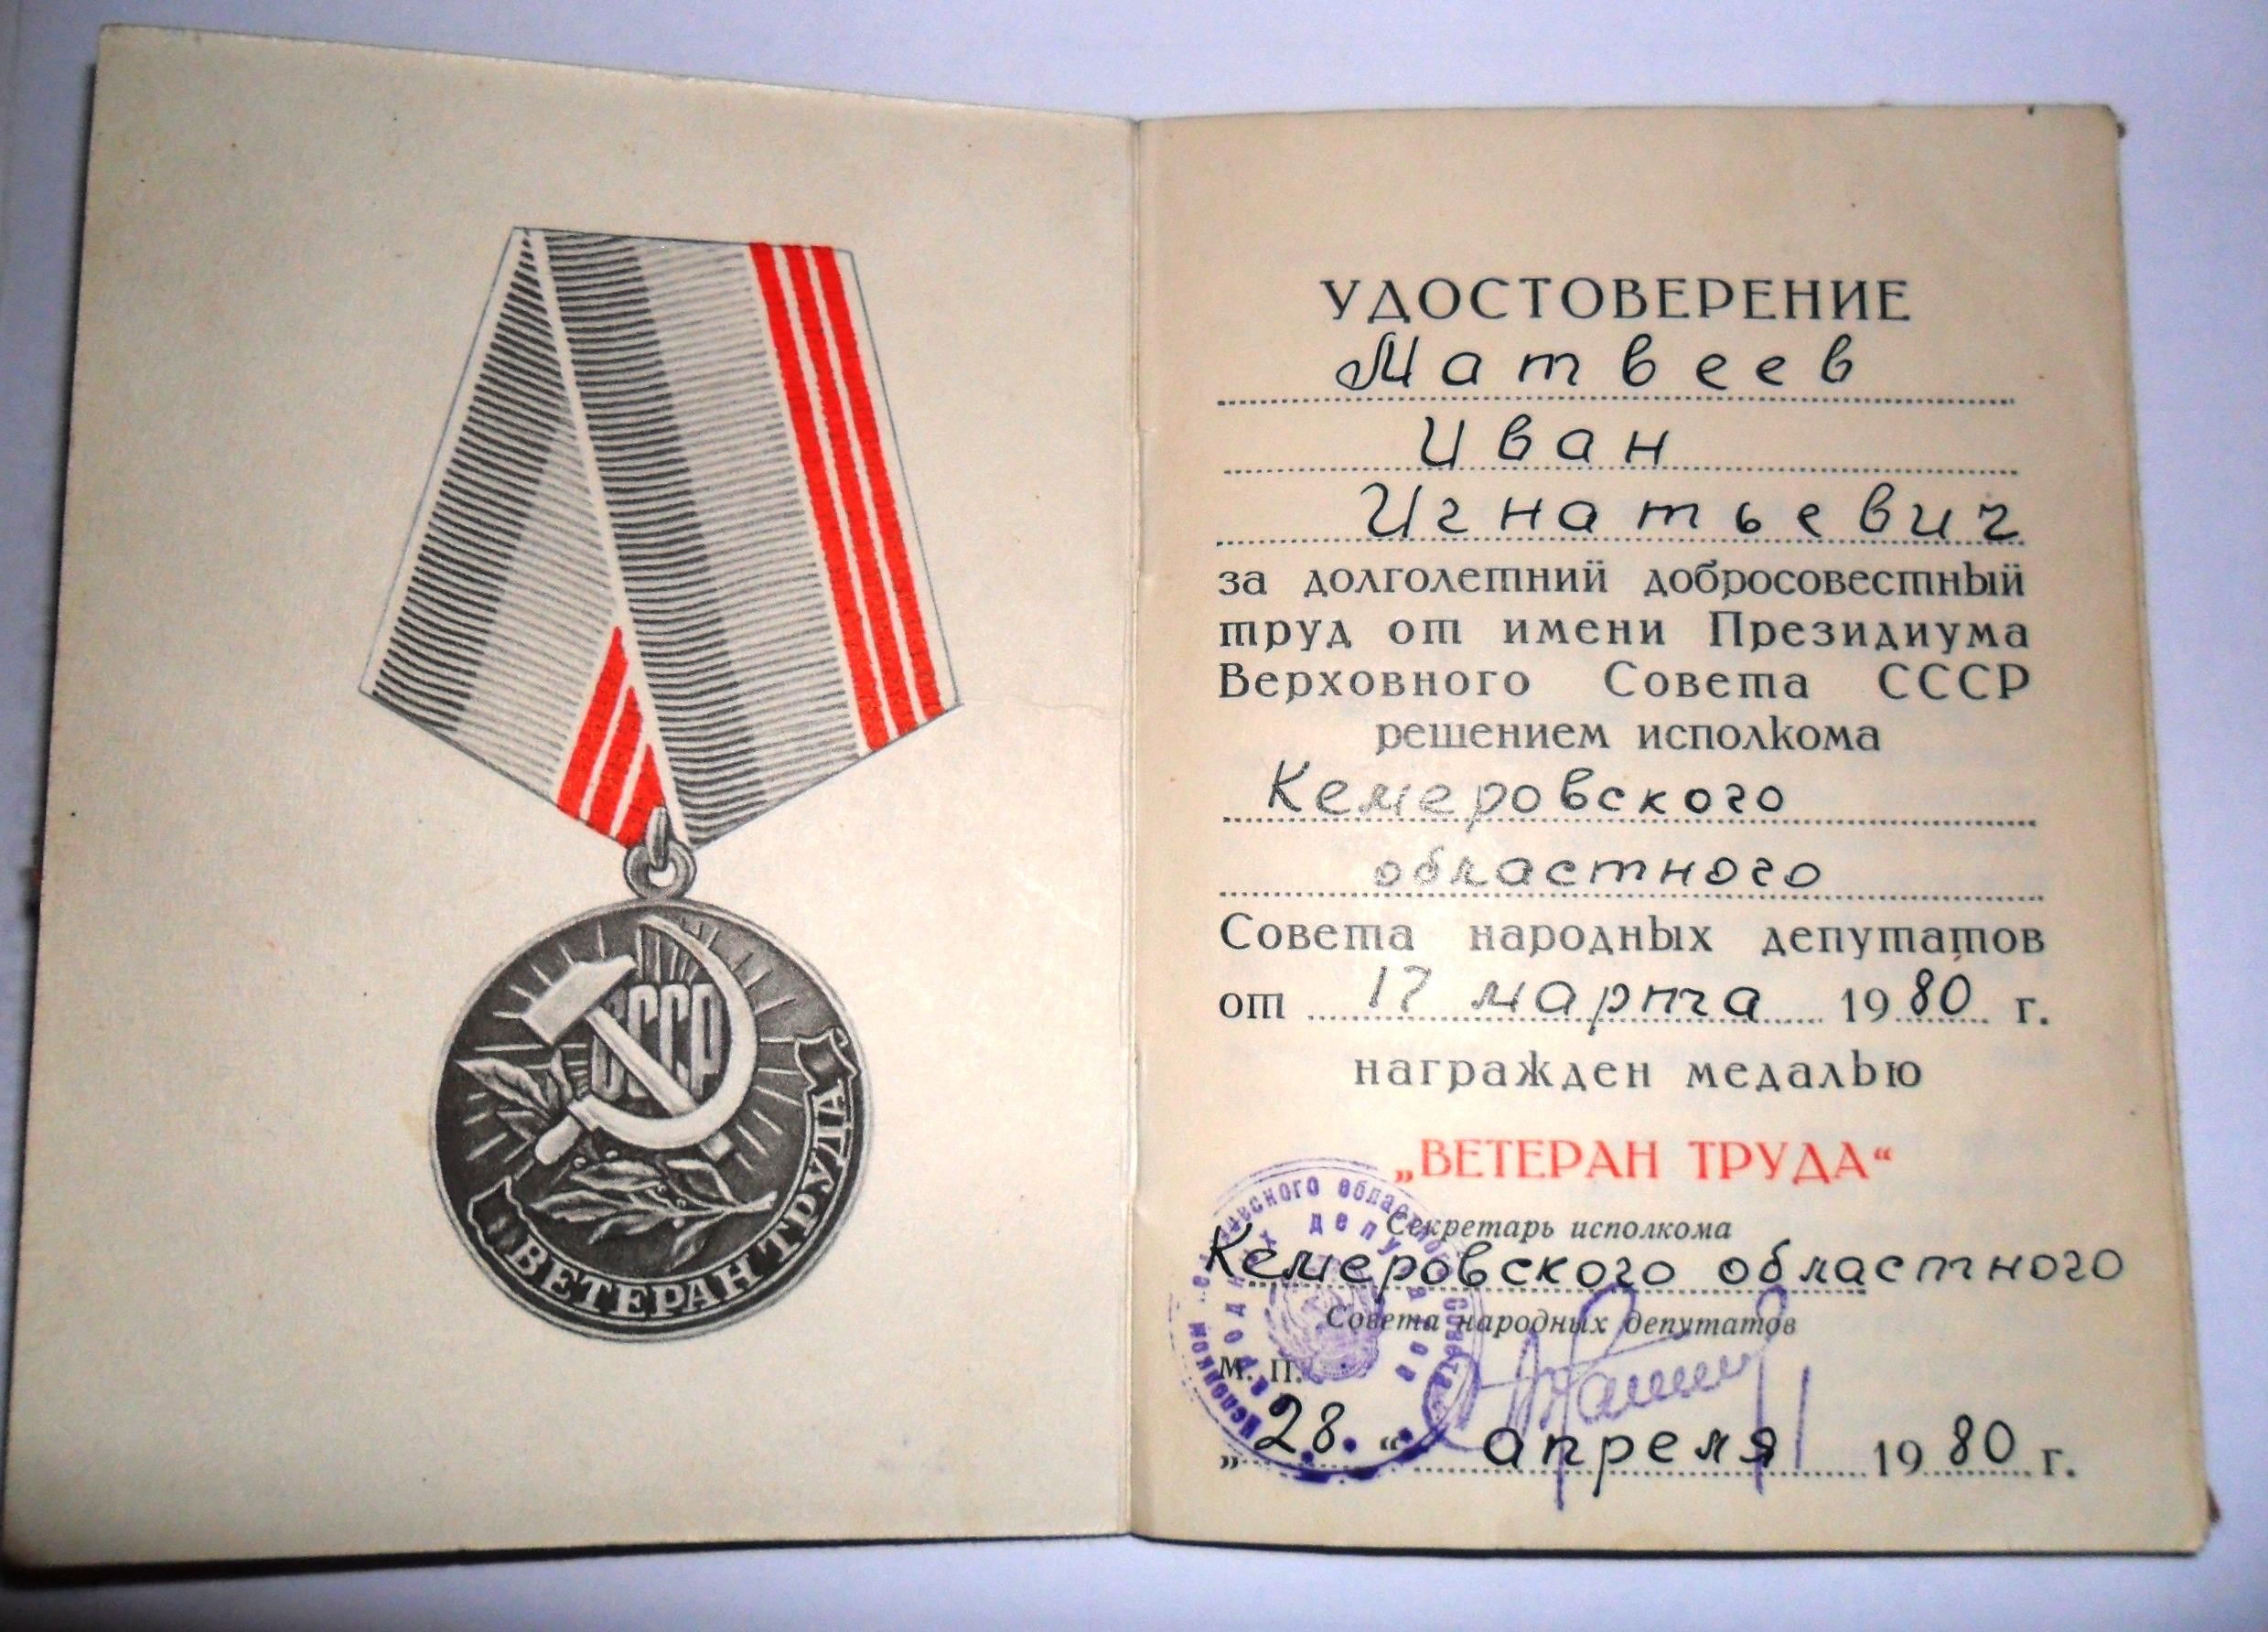 СССР
ВЕТЕРАН ТРУДА
УДОСТОВЕРЕНИЕ
Матвеев
Иван
Игнатьевич
за долголетний добросовестный
труд от имени Президиума
Верховного Совета СССР
решением исполкома
Кемеровского
областного
Совета народных депутатов
от 17 марта 1980 г.
награжден медалью
„ВЕТЕРАН ТРУДА“
Секретарь исполкома
Кемеровского областного
Совета народных депутатов
М. П.
„28.“ апреля 1980 г.